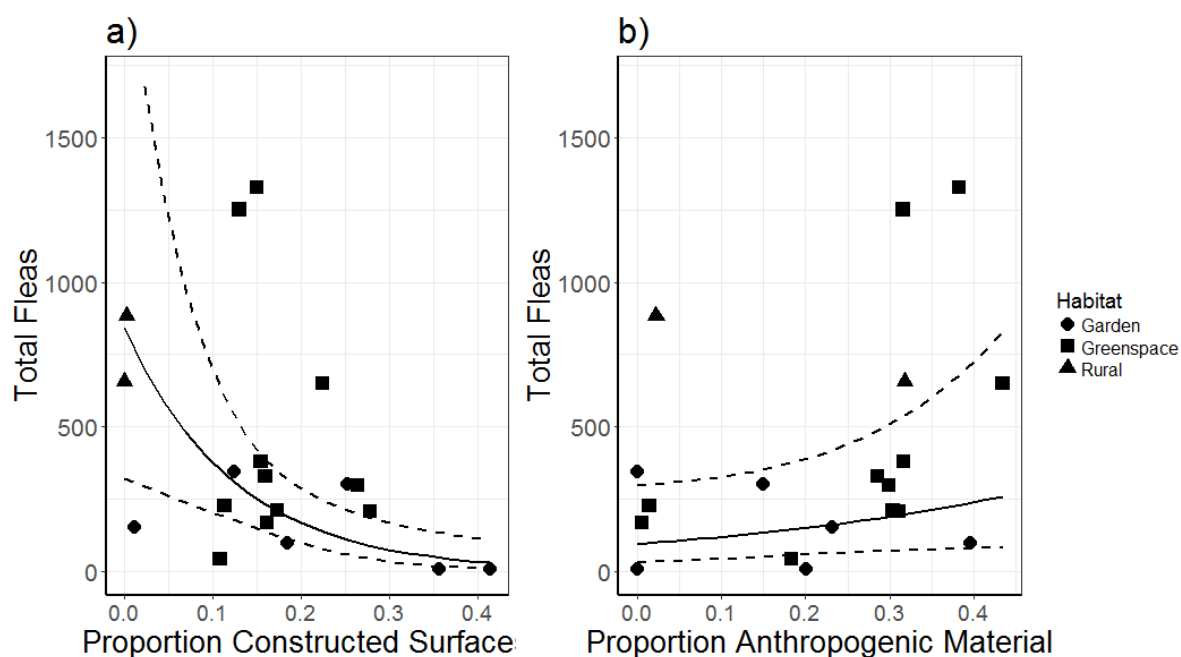 a)
Total Fleas
1500
1000
500
0
0.0 0.1 0.2 0.3 0.4
Proportion Constructed Surfaces
b)
Total Fleas
1500
1000
500
0
0.0 0.1 0.2 0.3 0.4
Proportion Anthropogenic Material
Habitat
Garden
Greenspace
Rural